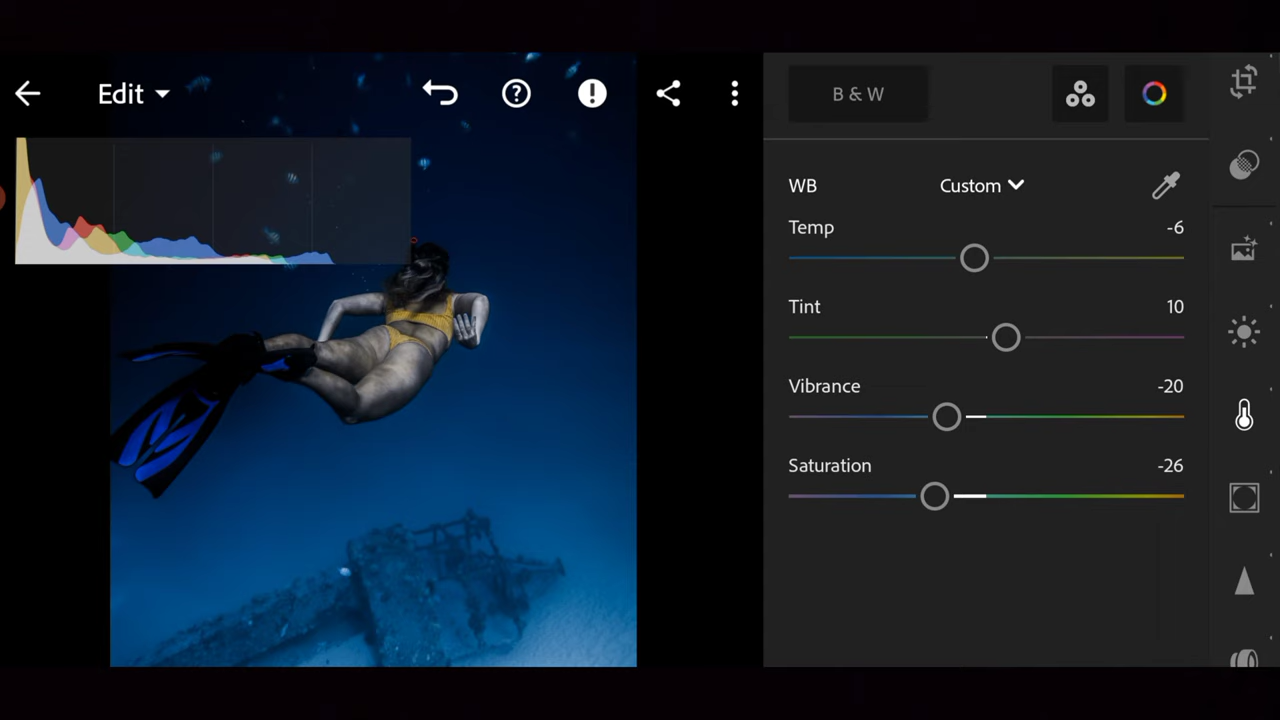 Edit
B & W
WB Custom
Temp -6
Tint 10
Vibrance -20
Saturation -26